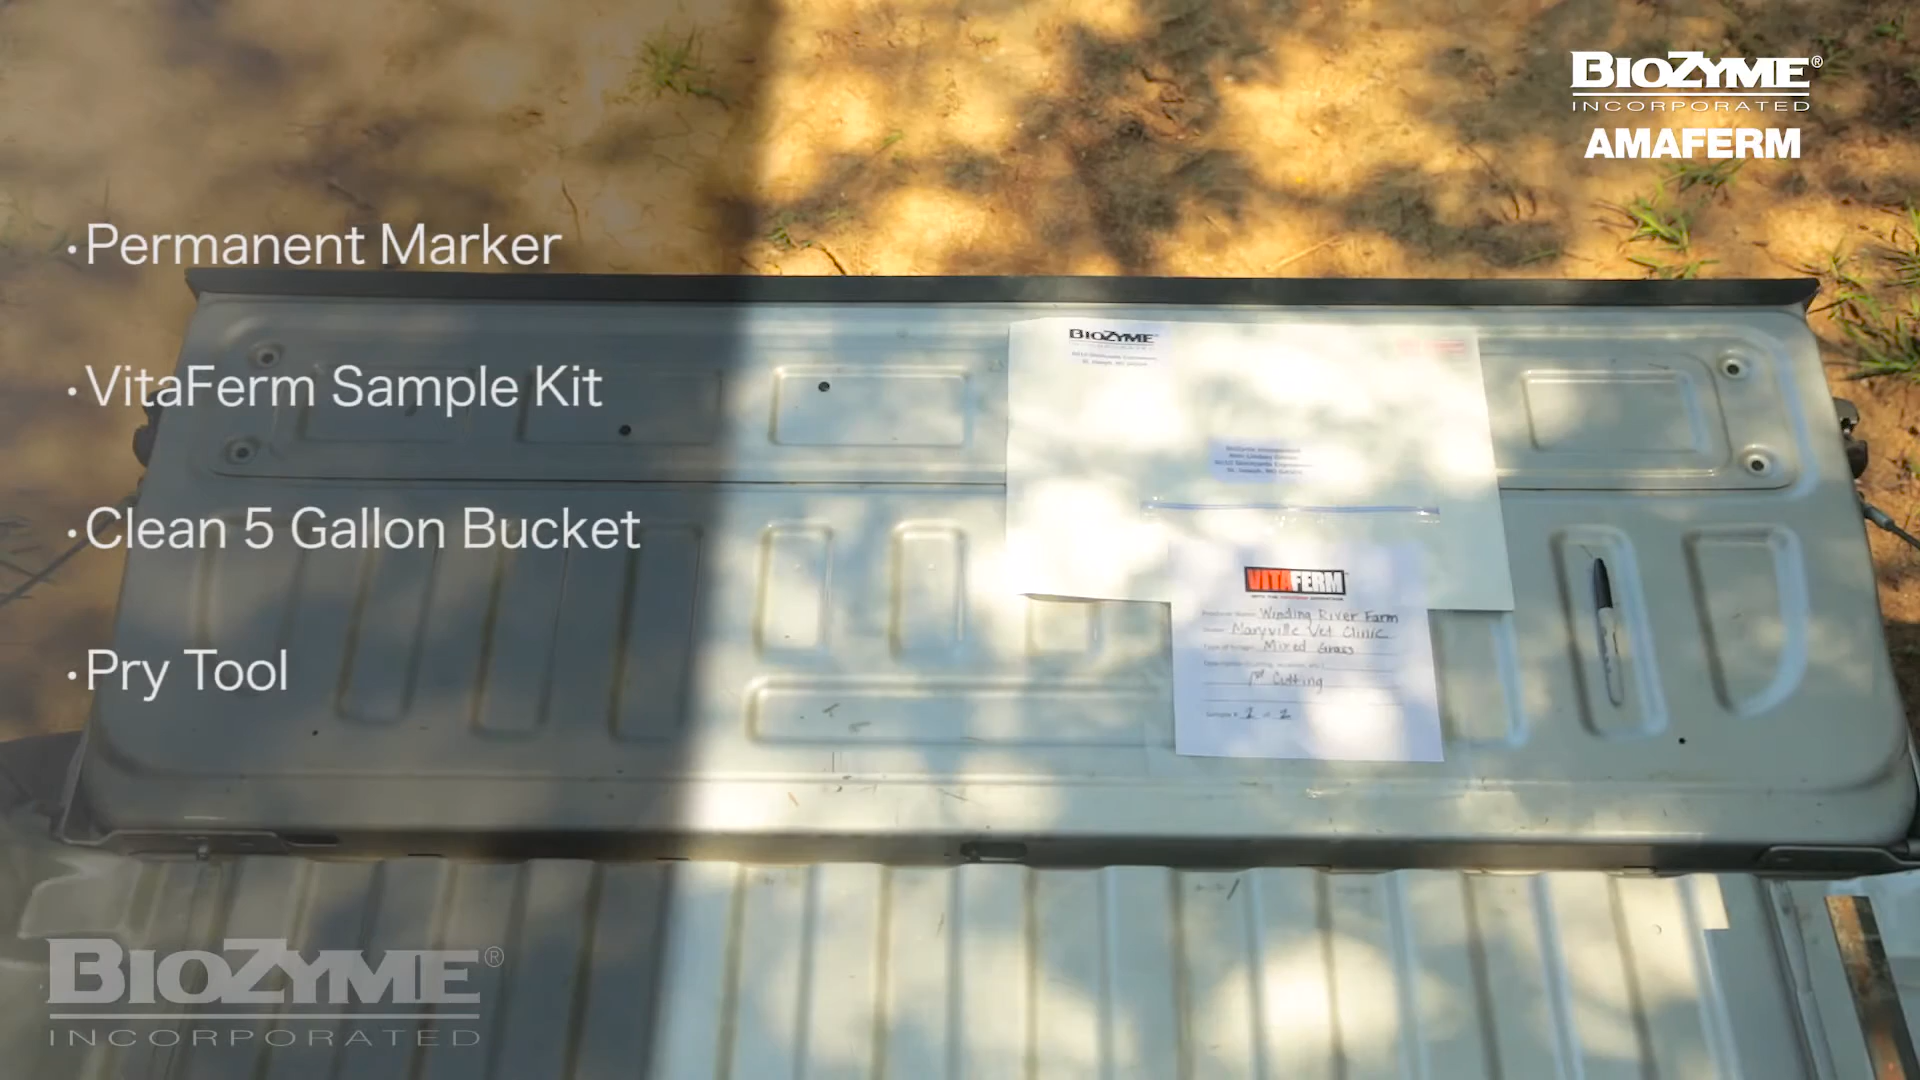 BIOZYME®
INCORPORATED
AMAFERM
·Permanent Marker
·VitaFerm Sample Kit
·Clean 5 Gallon Bucket
·Pry Tool
BIOZYME
VITAFERM
Winding River Farm
Maryville Vet Clinic
Mixed Grass
1st Cutting
Sample #
BIOZYME®
INCORPORATED